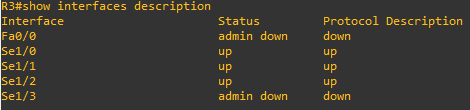 R3#show interfaces description
Interface Status Protocol Description
Fa0/0 admin down down
Se1/0 up up
Se1/1 up up
Se1/2 up up
Se1/3 admin down down